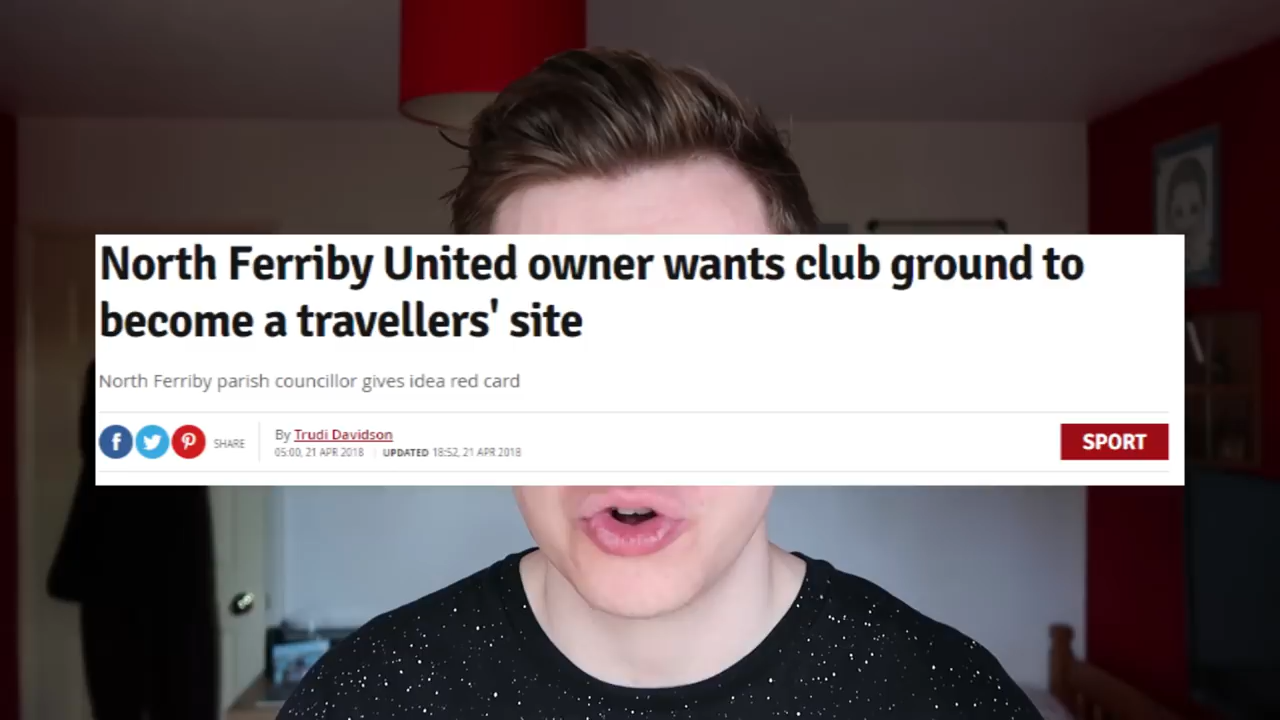 North Ferriby United owner wants club ground to
become a travellers' site
North Ferriby parish councillor gives idea red card
SHARE
By Trudi Davidson
05:00, 21 APR 2018 UPDATED 18:52, 21 APR 2018
SPORT